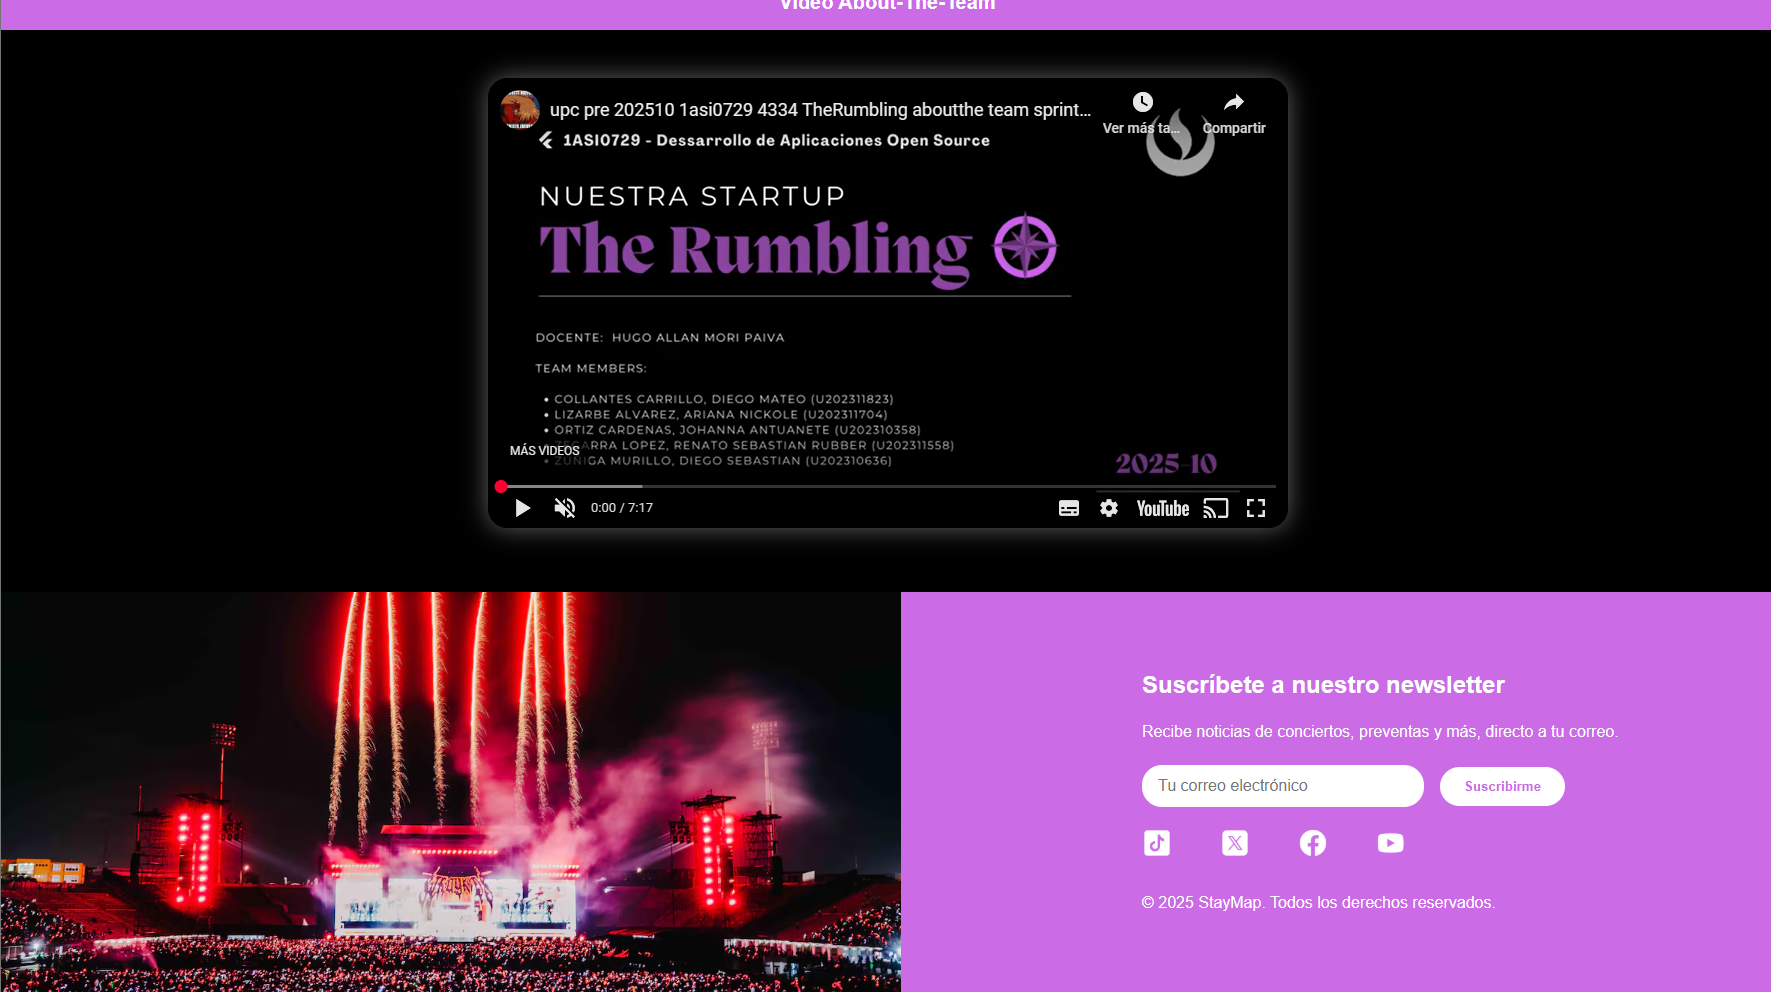 Video About-The-Team
upc pre 202510 1asi0729 4334 TheRumbling aboutthe team sprint...
Ver más ta...
Compartir
1ASI0729 - Dessarrollo de Aplicaciones Open Source
NUESTRA STARTUP
The Rumbling
DOCENTE: HUGO ALLAN MORI PAIVA
TEAM MEMBERS:
• COLLANTES CARRILLO, DIEGO MATEO (U202311823)
• LIZARBE ALVAREZ, ARIANA NICKOLE (U202311704)
• ORTIZ CARDENAS, JOHANNA ANTUANETE (U202310358)
• ZEGARRA LOPEZ, RENATO SEBASTIAN RUBBER (U202311558)
MÁS VIDEOS
• ZUÑIGA MURILLO, DIEGO SEBASTIAN (U202310636)
2025-10
0:00 / 7:17
YouTube
Suscríbete a nuestro newsletter
Recibe noticias de conciertos, preventas y más, directo a tu correo.
Tu correo electrónico
Suscribirme
© 2025 StayMap. Todos los derechos reservados.